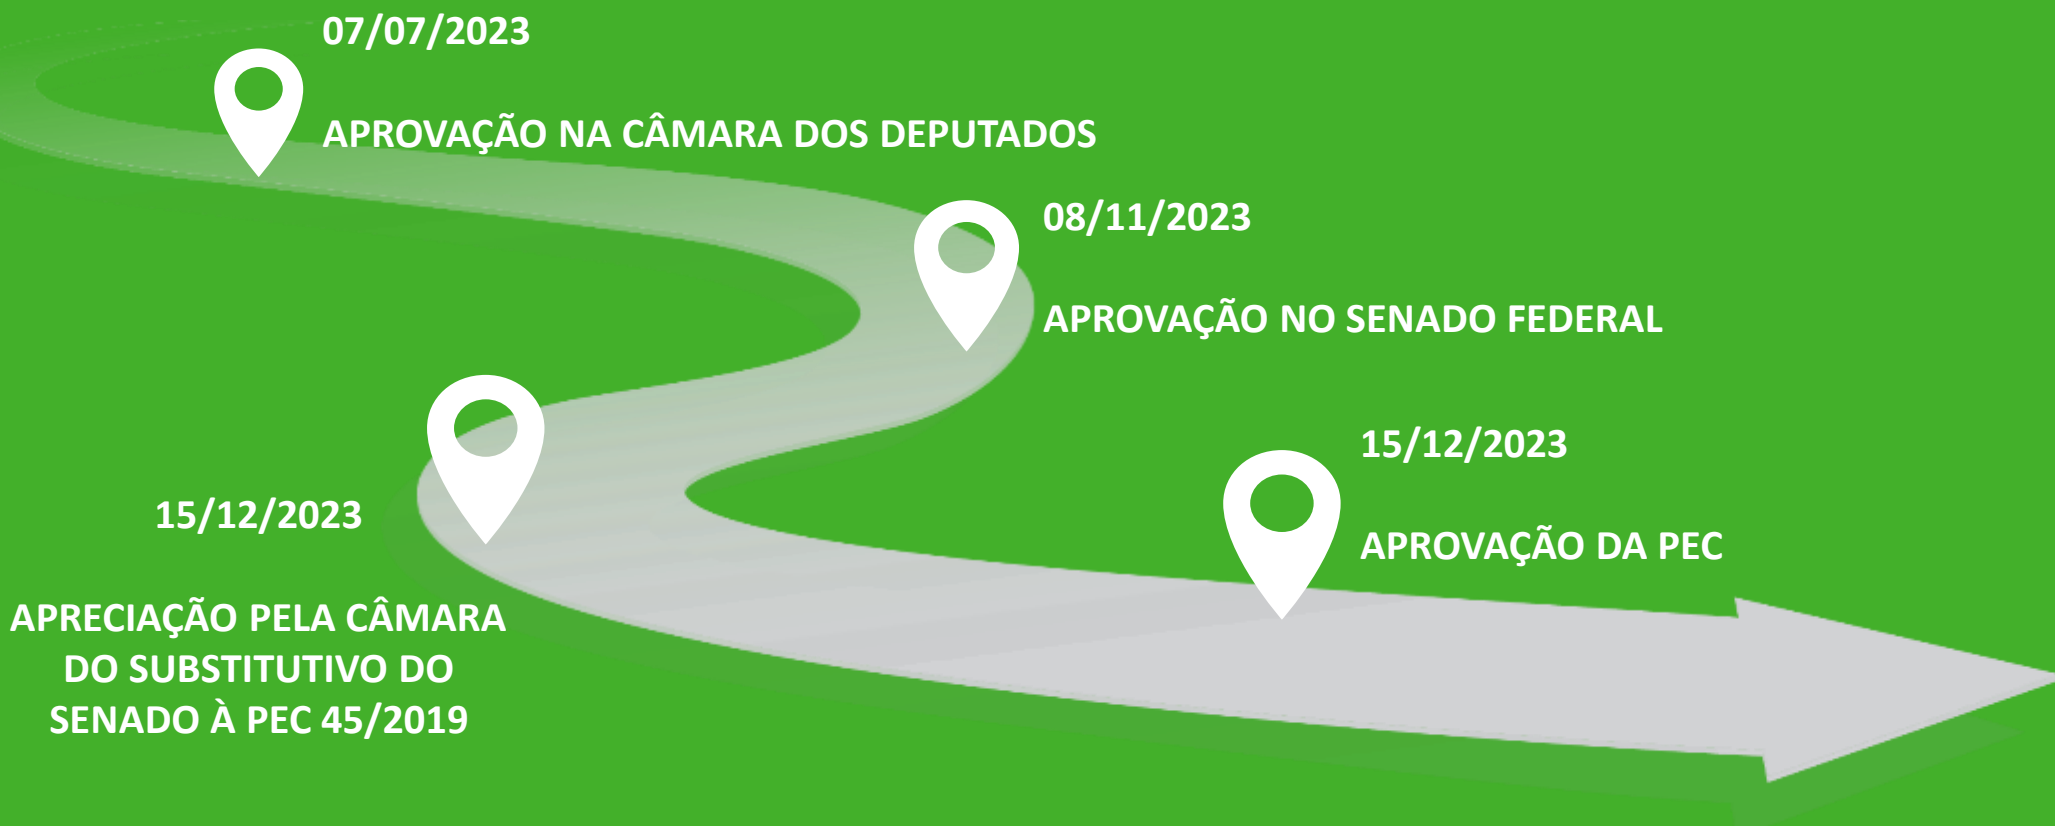 07/07/2023
APROVAÇÃO NA CÂMARA DOS DEPUTADOS
08/11/2023
APROVAÇÃO NO SENADO FEDERAL
15/12/2023
APRECIAÇÃO PELA CÂMARA
DO SUBSTITUTIVO DO
SENADO À PEC 45/2019
15/12/2023
APROVAÇÃO DA PEC